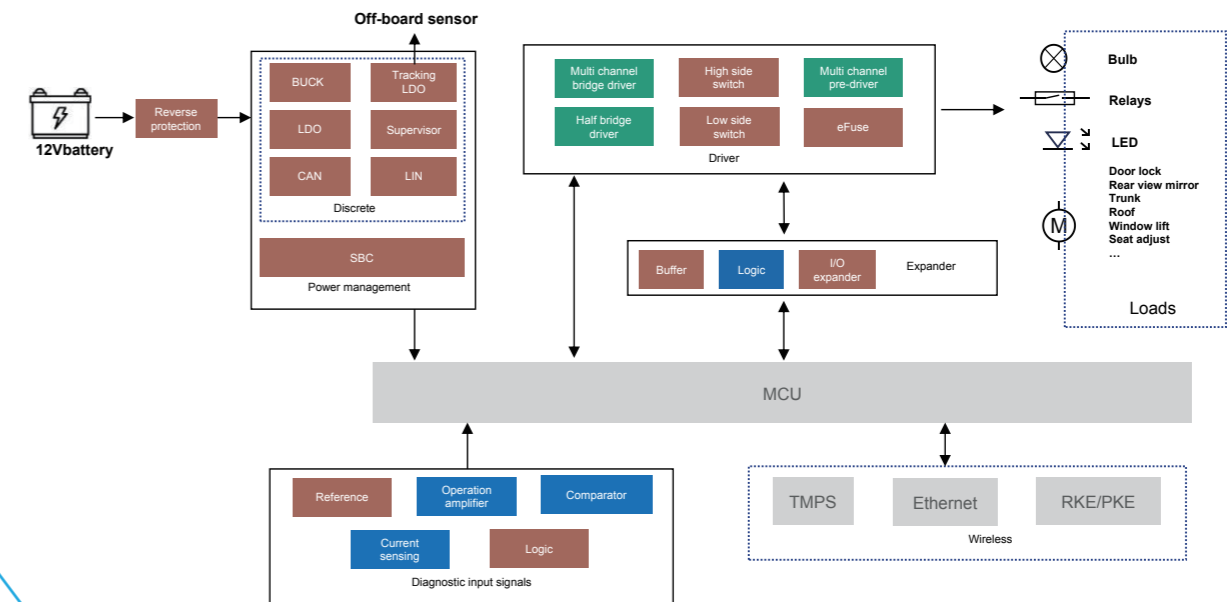 Off-board sensor
12Vbattery
Reverse
protection
BUCK
Tracking
LDO
LDO
Supervisor
CAN
LIN
Discrete
SBC
Power management
Multi channel
bridge driver
High side
switch
Multi channel
pre-driver
Half bridge
driver
Low side
switch
eFuse
Driver
Buffer
Logic
I/O
expander
Expander
Bulb
Relays
LED
M
Door lock
Rear view mirror
Trunk
Roof
Window lift
Seat adjust
...
Loads
MCU
Reference
Operation
amplifier
Comparator
Current
sensing
Logic
Diagnostic input signals
TMPS
Ethernet
RKE/PKE
Wireless